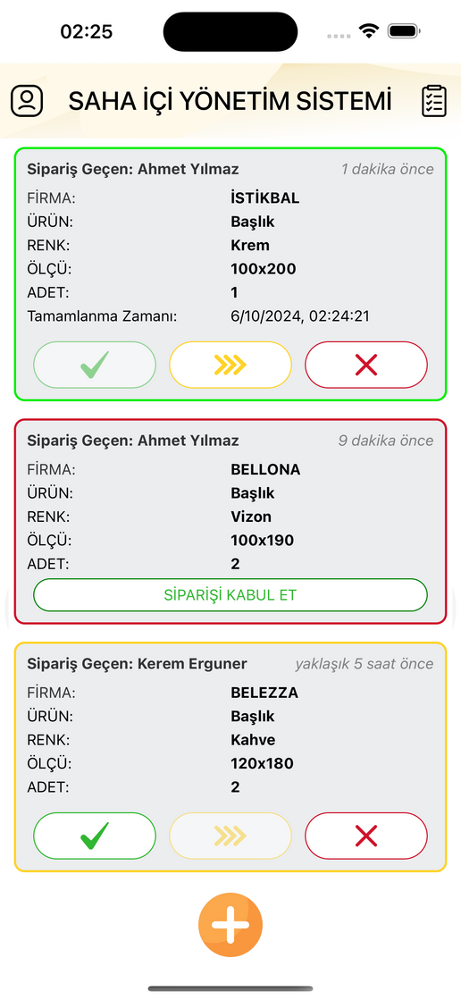 02:25
SAHA İÇİ YÖNETİM SİSTEMİ
Sipariş Geçen: Ahmet Yılmaz 1 dakika önce
FİRMA: İSTİKBAL
ÜRÜN: Başlık
RENK: Krem
ÖLÇÜ: 100x200
ADET: 1
Tamamlanma Zamanı: 6/10/2024, 02:24:21
Sipariş Geçen: Ahmet Yılmaz 9 dakika önce
FİRMA: BELLONA
ÜRÜN: Başlık
RENK: Vizon
ÖLÇÜ: 100x190
ADET: 2
SİPARİŞİ KABUL ET
Sipariş Geçen: Kerem Erguner yaklaşık 5 saat önce
FİRMA: BELEZZA
ÜRÜN: Başlık
RENK: Kahve
ÖLÇÜ: 120x180
ADET: 2